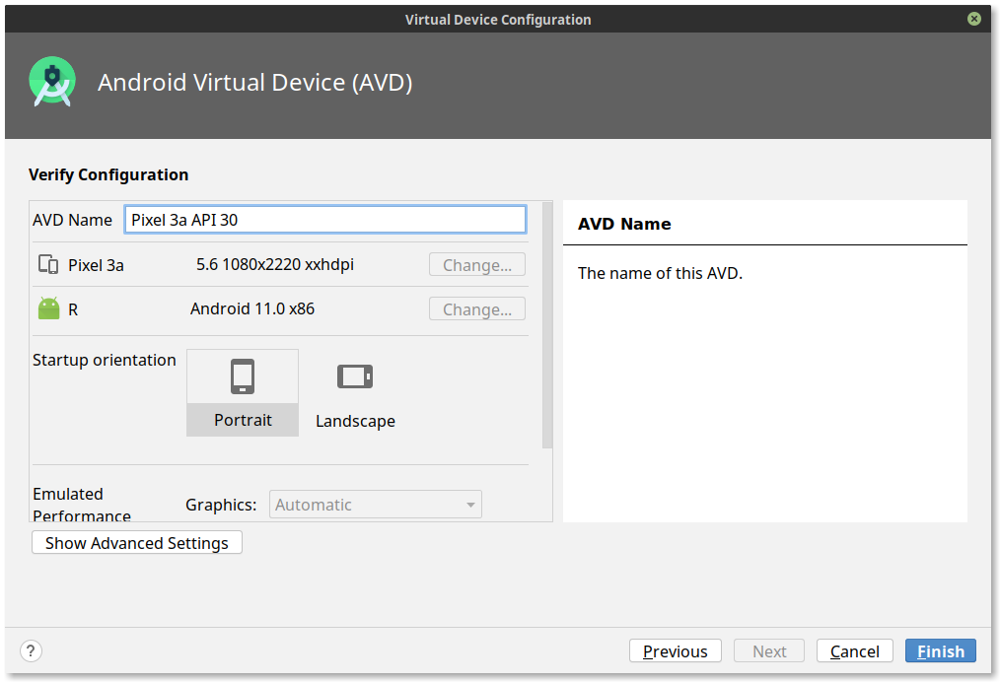 Virtual Device Configuration
Android Virtual Device (AVD)
Verify Configuration
AVD Name Pixel 3a API 30
Pixel 3a 5.6 1080x2220 xxhdpi Change...
R Android 11.0 x86 Change...
Startup orientation
Portrait Landscape
Emulated
Performance
Graphics: Automatic
Show Advanced Settings
AVD Name
The name of this AVD.
? Previous Next Cancel Finish